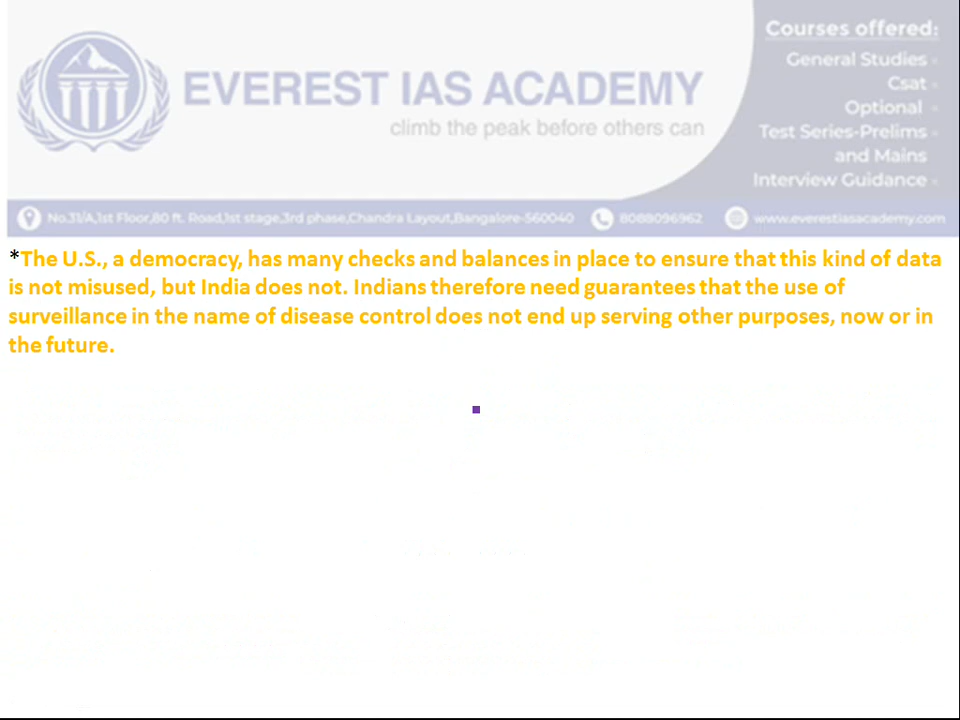 EVEREST IAS ACADEMY
climb the peak before others can
Courses offered:
General Studies
Csat
Optional
Test Series-Prelims
and Mains
Interview Guidance
No.31/A,1st Floor,80 ft. Road,1st stage,3rd phase,Chandra Layout,Bangalore-560040 8088096962 www.everestiasacademy.com
*The U.S., a democracy, has many checks and balances in place to ensure that this kind of data
is not misused, but India does not. Indians therefore need guarantees that the use of
surveillance in the name of disease control does not end up serving other purposes, now or in
the future.